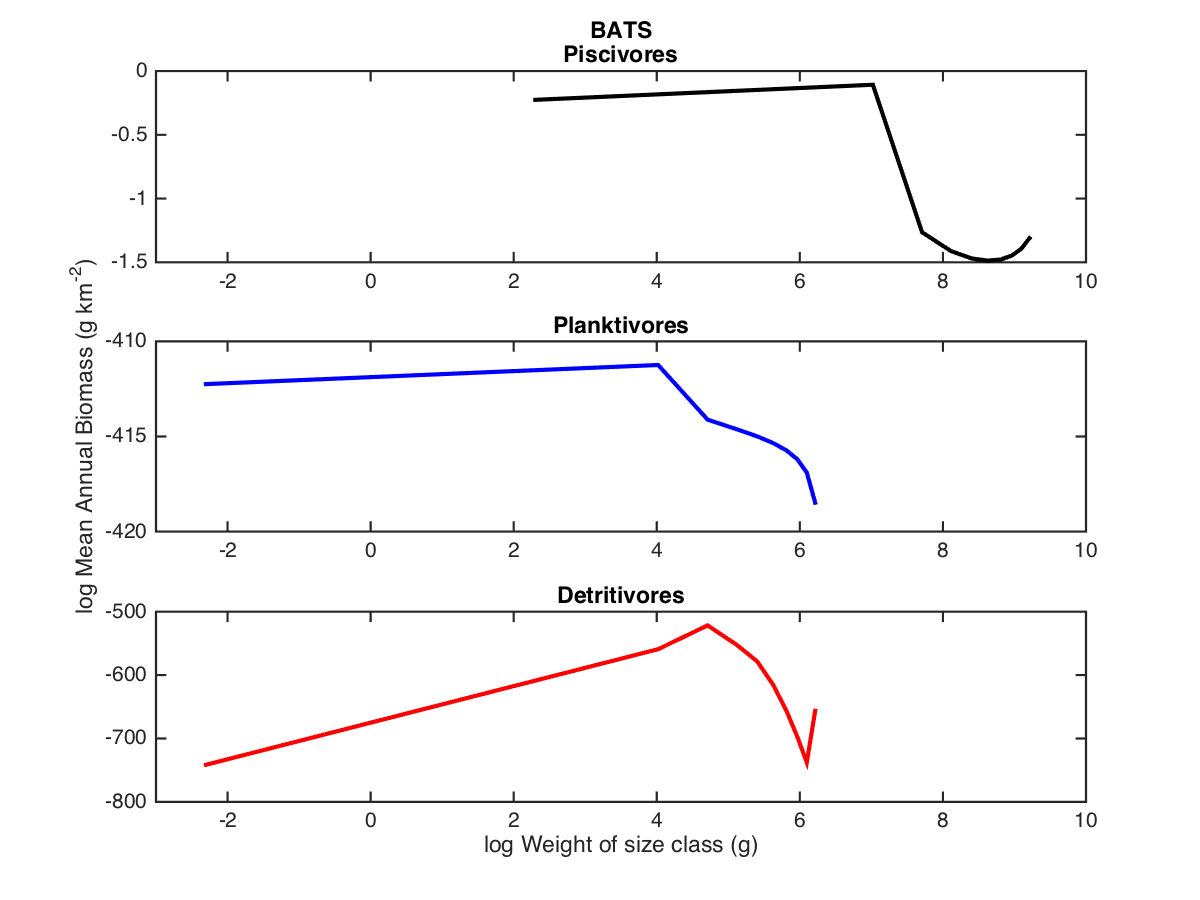 BATS
Piscivores
0
-0.5
-1
-1.5
-2 0 2 4 6 8 10
Planktivores
-410
-415
-420
-2 0 2 4 6 8 10
log Mean Annual Biomass (g km-2)
Detritivores
-500
-600
-700
-800
-2 0 2 4 6 8 10
log Weight of size class (g)